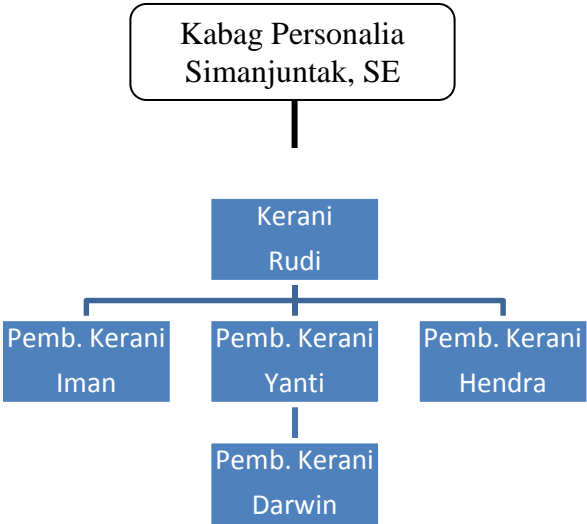 Kabag Personalia
Simanjuntak, SE
Kerani
Rudi
Pemb. Kerani
Iman
Pemb. Kerani
Yanti
Pemb. Kerani
Hendra
Pemb. Kerani
Darwin